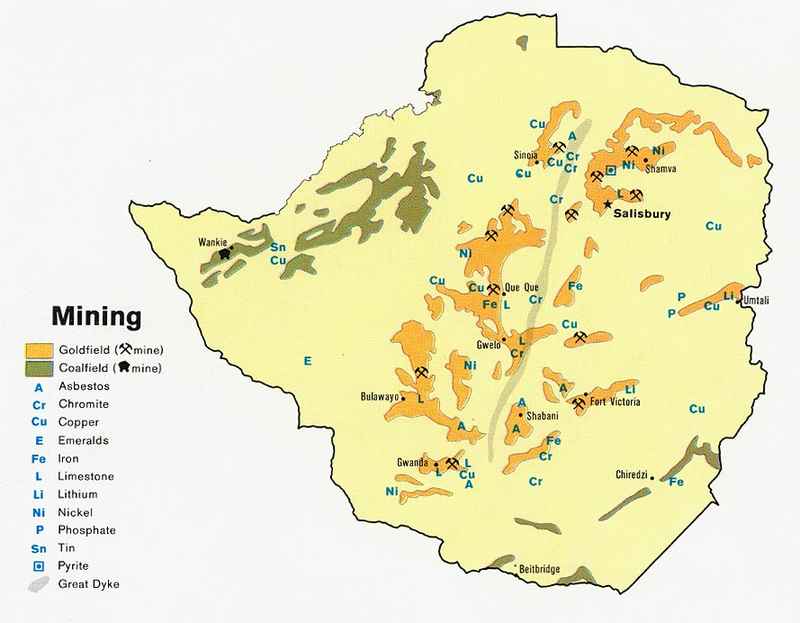 Cu
A
Sinoia
Cu
Cr
Cr
Cu
Cu
Ni
Ni
Shamva
L
Cr
Salisbury
Cu
Wankie
Sn
Cu
Ni
Cu
Cu
Que Que
Fe
L
Cr
Fe
P
P
Li
Cu
Umtali
Mining
Goldfield ( mine)
Coalfield ( mine)
A Asbestos
Cr Chromite
Cu Copper
E Emeralds
Fe Iron
L Limestone
Li Lithium
Ni Nickel
P Phosphate
Sn Tin
Pyrite
Great Dyke
Cu
Gwelo
L
Cr
E
Ni
A
Li
Bulawayo
L
A
Fort Victoria
Cu
Shabani
A
A
Fe
Cr
Gwanda
L
L
Cu
A
Ni
Cr
Chiredzi
Fe
Beitbridge